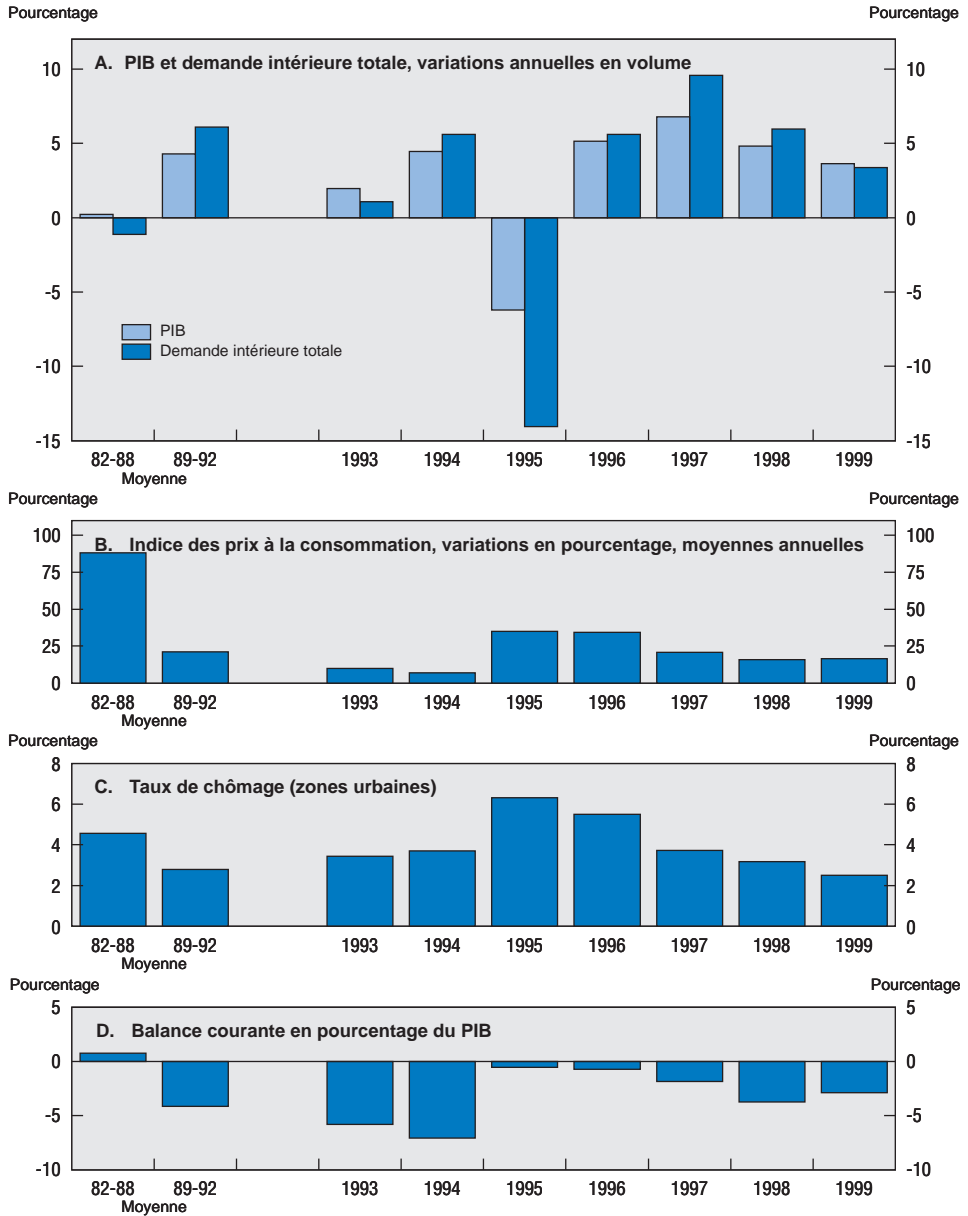 Pourcentage Pourcentage
A. PIB et demande intérieure totale, variations annuelles en volume
10 10
5 5
0 0
-5 -5
PIB
Demande intérieure totale
-10 -10
-15 -15
82-88 89-92 1993 1994 1995 1996 1997 1998 1999
Moyenne
Pourcentage Pourcentage
B. Indice des prix à la consommation, variations en pourcentage, moyennes annuelles
100 100
75 75
50 50
25 25
0 0
82-88 89-92 1993 1994 1995 1996 1997 1998 1999
Moyenne
Pourcentage Pourcentage
8 8
C. Taux de chômage (zones urbaines)
6 6
4 4
2 2
0 0
82-88 89-92 1993 1994 1995 1996 1997 1998 1999
Moyenne
Pourcentage Pourcentage
5 5
D. Balance courante en pourcentage du PIB
0 0
-5 -5
-10 -10
82-88 89-92 1993 1994 1995 1996 1997 1998 1999
Moyenne